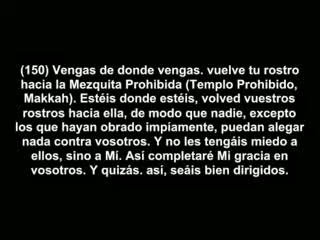 (150) Vengas de donde vengas. vuelve tu rostro
hacia la Mezquita Prohibida (Templo Prohibido,
Makkah). Estéis donde estéis, volved vuestros
rostros hacia ella, de modo que nadie, excepto
los que hayan obrado impíamente, puedan alegar
nada contra vosotros. Y no les tengáis miedo a
ellos, sino a Mí. Así completaré Mi gracia en
vosotros. Y quizás. así, seáis bien dirigidos.